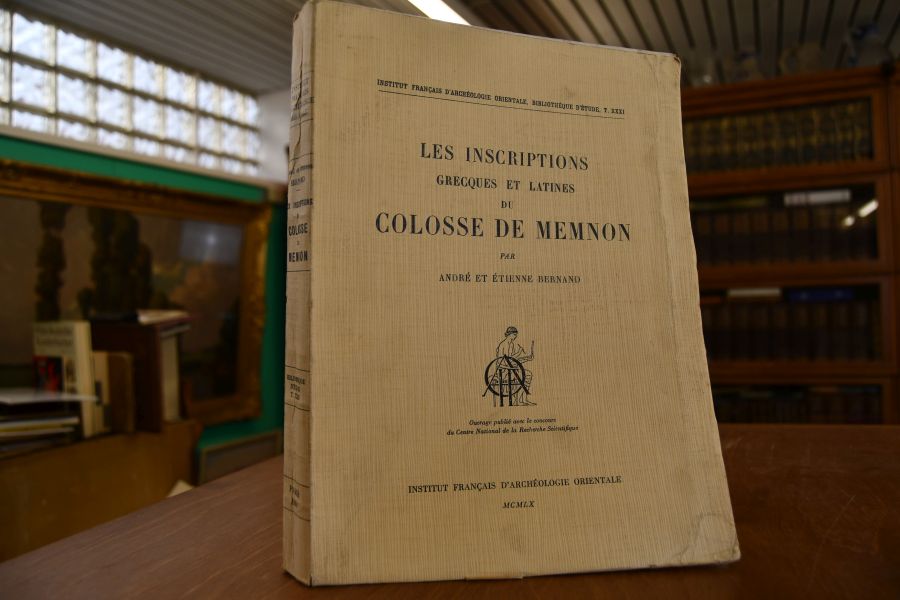 INSTITUT FRANÇAIS D'ARCHÉOLOGIE ORIENTALE, BIBLIOTHÈQUE D'ÉTUDE, T. XXXI
LES INSCRIPTIONS
GRECQUES ET LATINES
DU
COLOSSE DE MEMNON
PAR
ANDRÉ ET ÉTIENNE BERNAND
Ouvrage publié avec le concours
du Centre National de la Recherche Scientifique
INSTITUT FRANÇAIS D'ARCHÉOLOGIE ORIENTALE
MCMLX
BERNAND
INSCRIPTIONS
COLOSSE
MEMNON